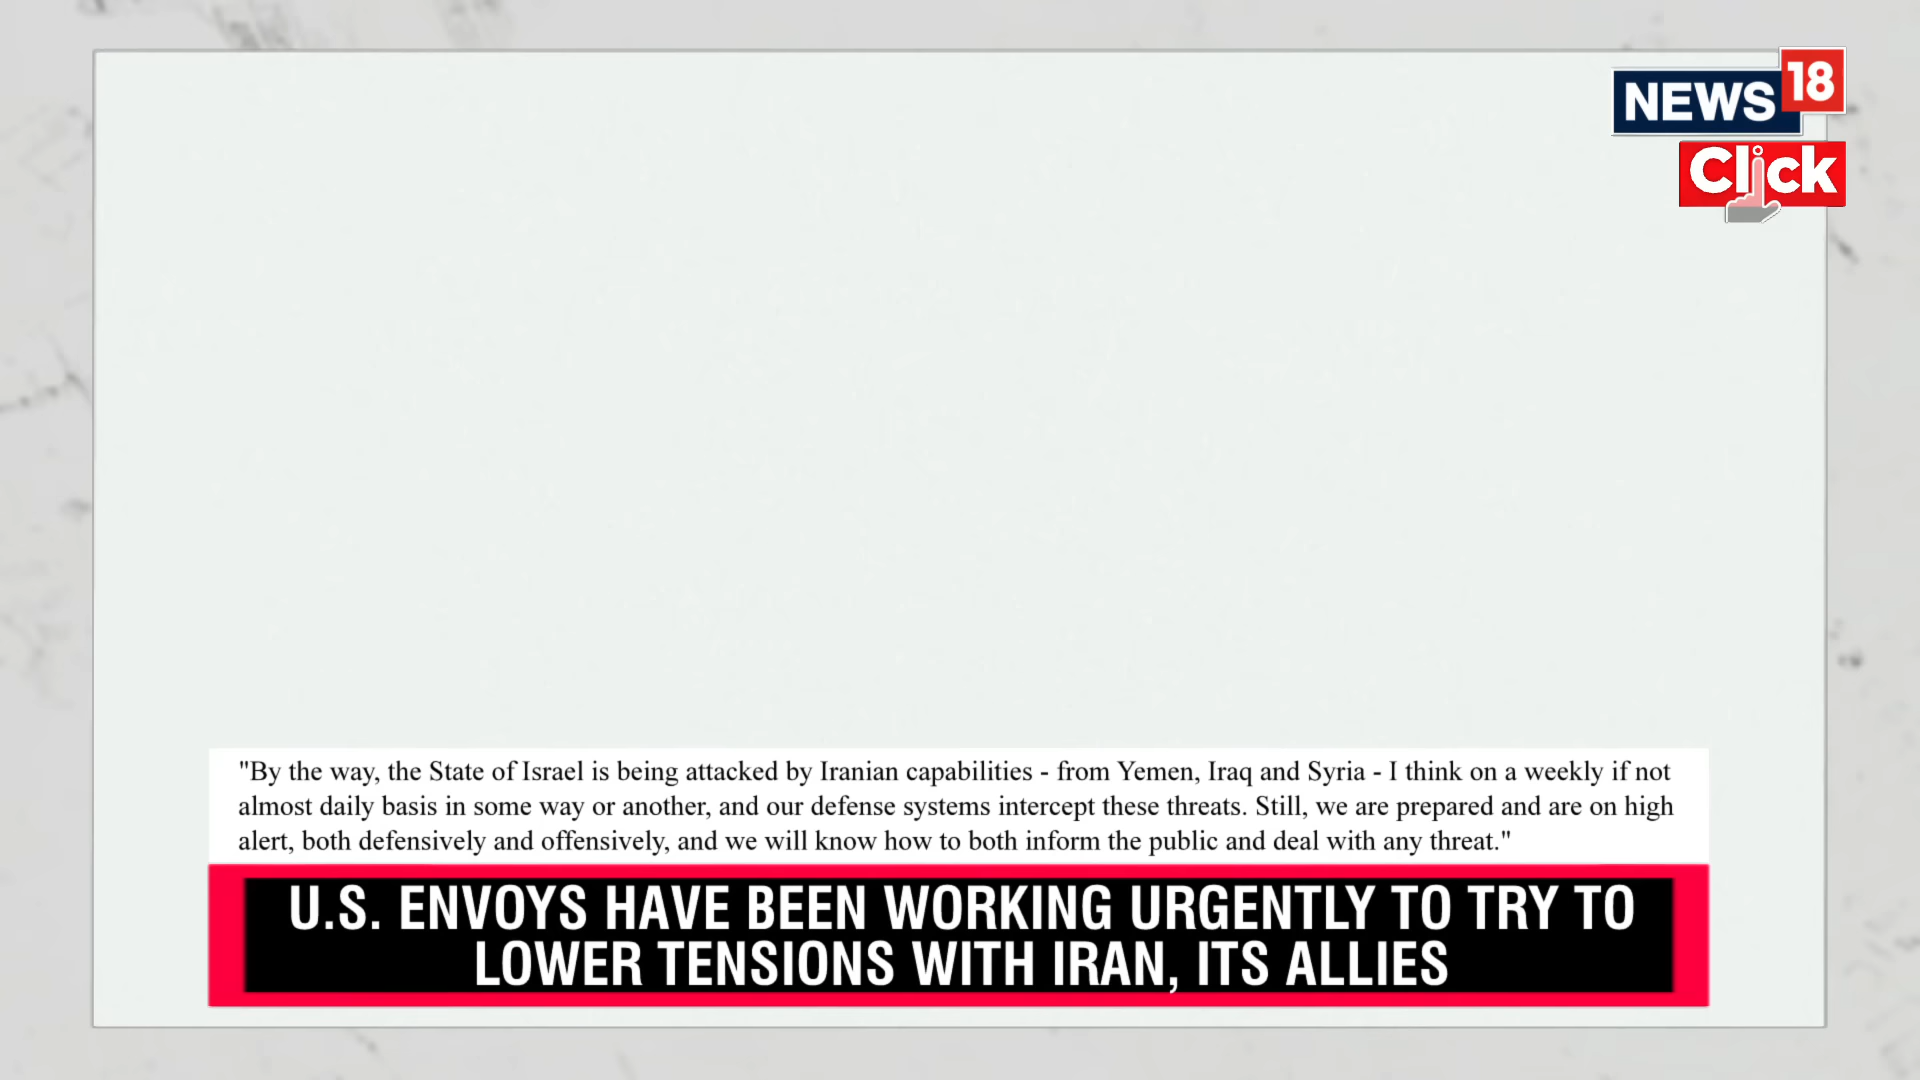 NEWS 18
Click
"By the way, the State of Israel is being attacked by Iranian capabilities - from Yemen, Iraq and Syria - I think on a weekly if not
almost daily basis in some way or another, and our defense systems intercept these threats. Still, we are prepared and are on high
alert, both defensively and offensively, and we will know how to both inform the public and deal with any threat."
U.S. ENVOYS HAVE BEEN WORKING URGENTLY TO TRY TO
LOWER TENSIONS WITH IRAN, ITS ALLIES